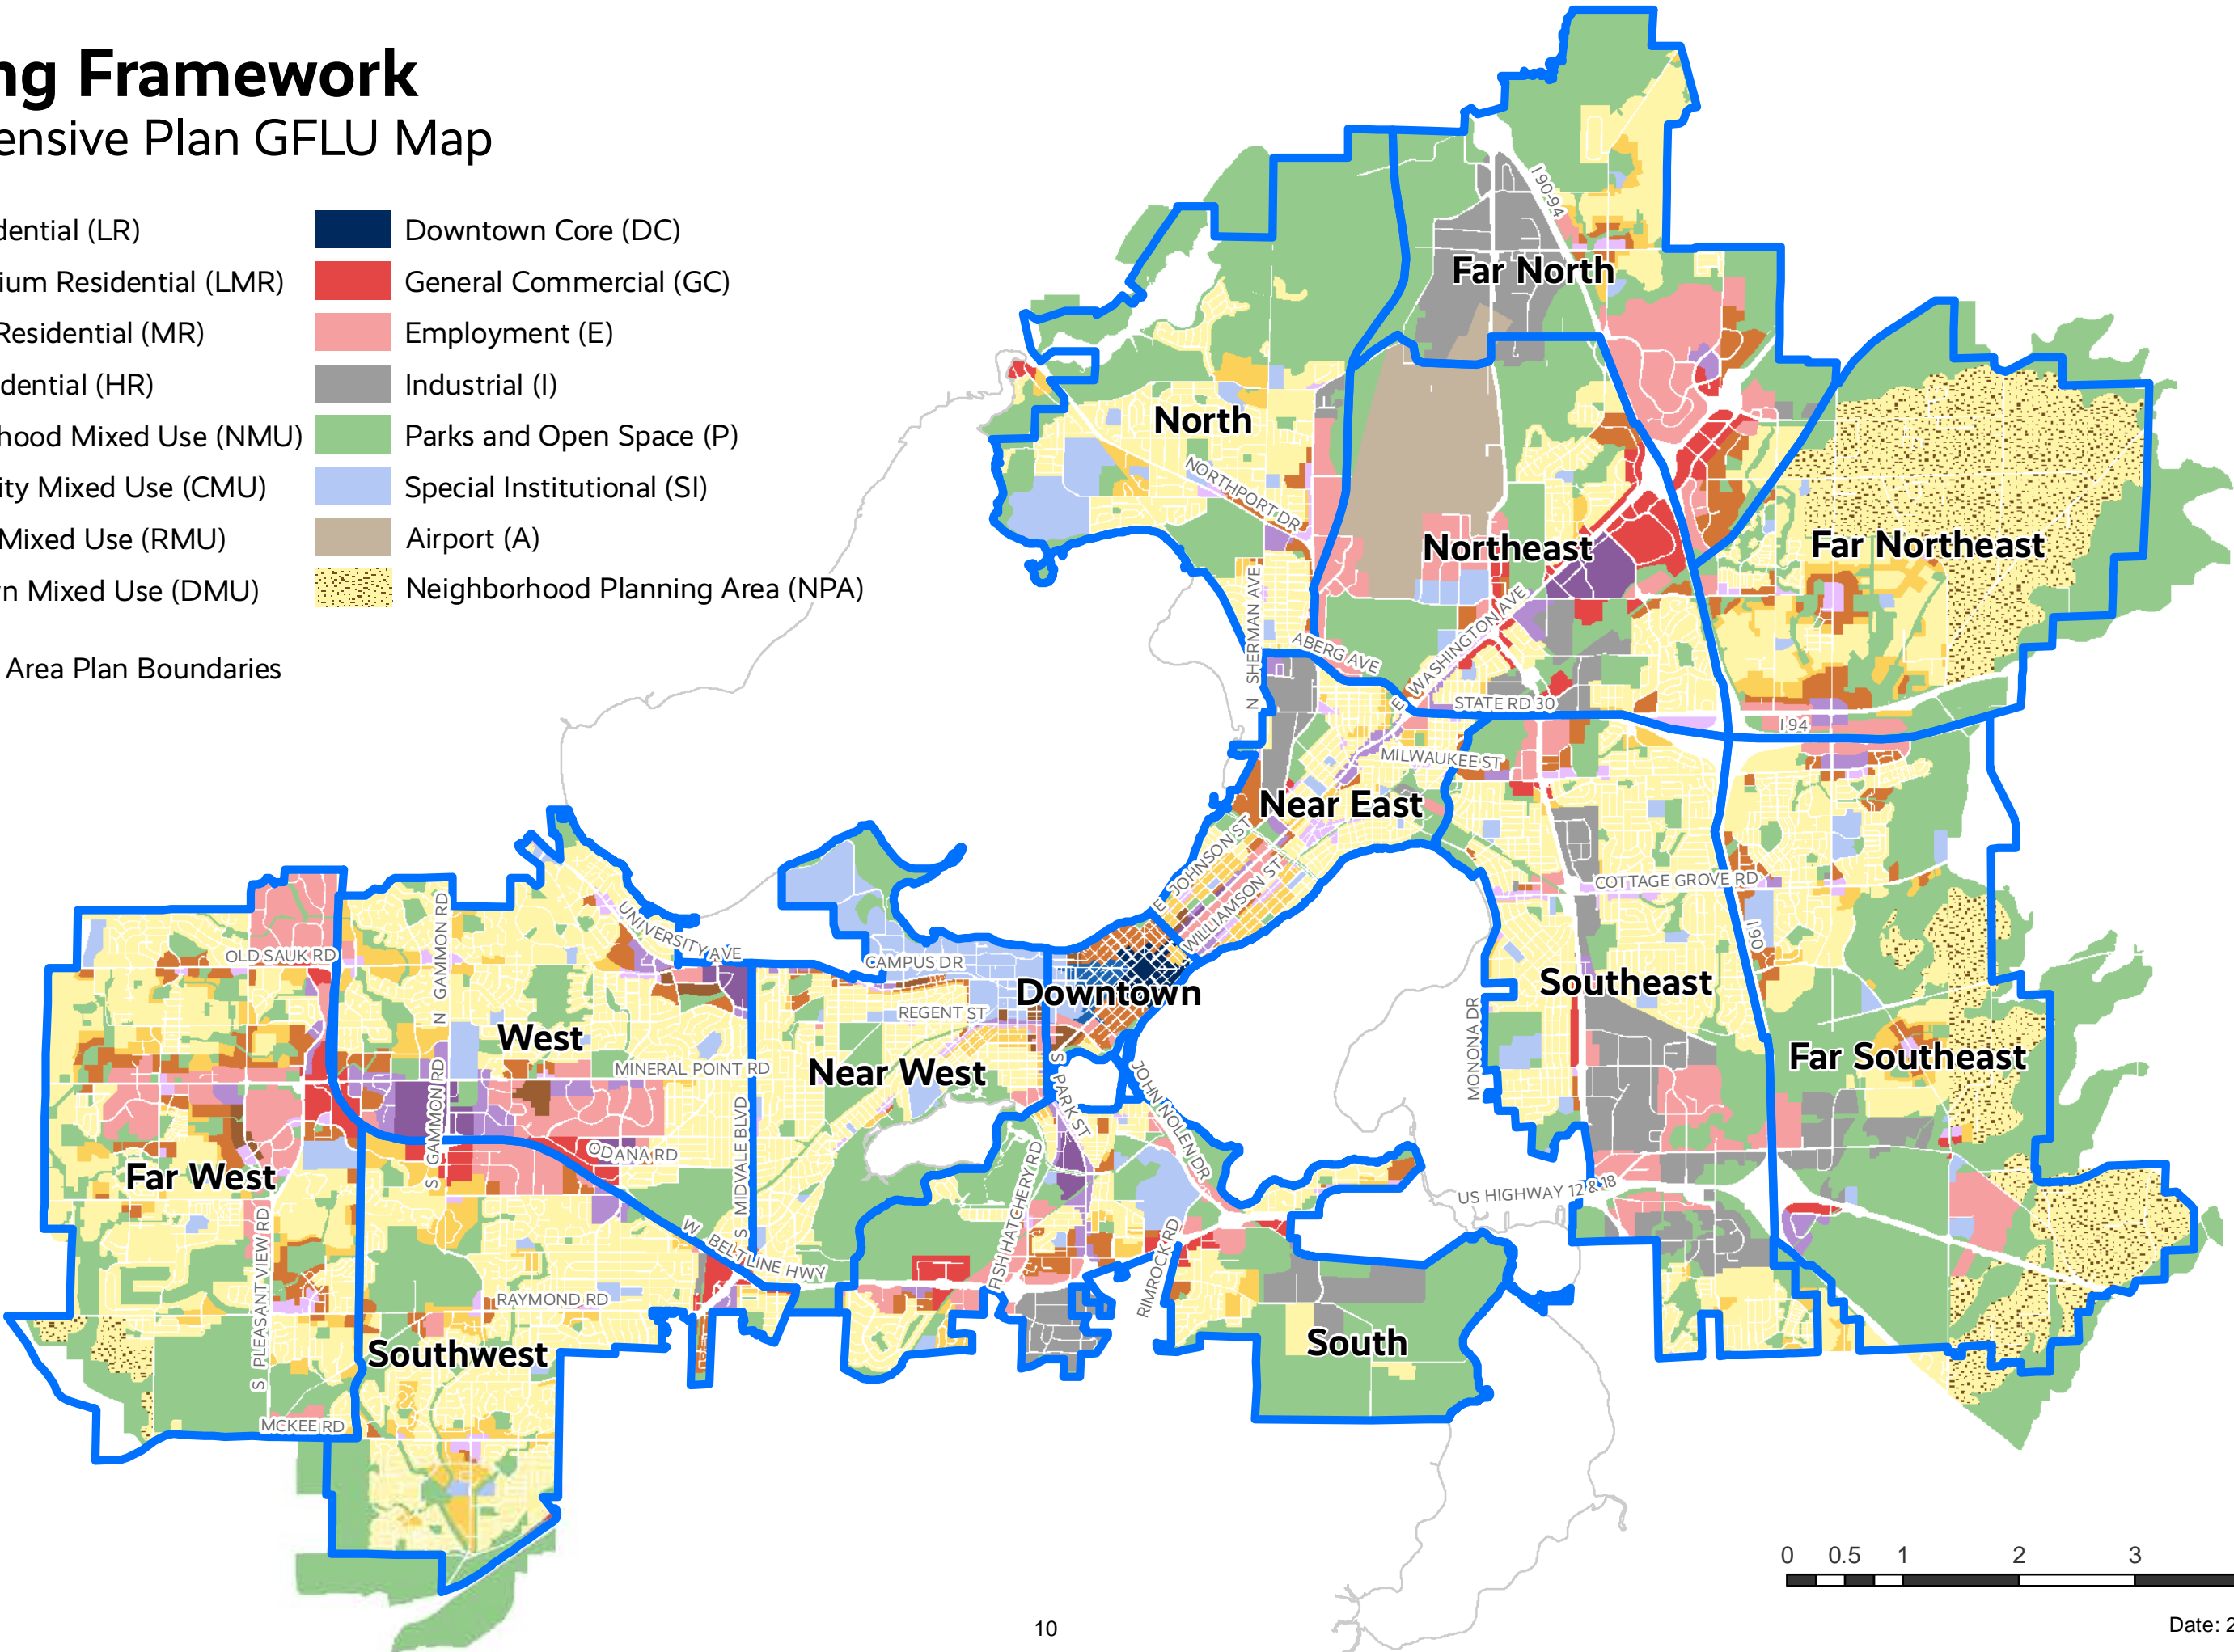 ng Framework
ensive Plan GFLU Map
dential (LR)
ium Residential (LMR)
Residential (MR)
dential (HR)
hood Mixed Use (NMU)
ity Mixed Use (CMU)
Mixed Use (RMU)
n Mixed Use (DMU)
Area Plan Boundaries
Downtown Core (DC)
General Commercial (GC)
Employment (E)
Industrial (I)
Parks and Open Space (P)
Special Institutional (SI)
Airport (A)
Neighborhood Planning Area (NPA)
I 90-94
Far North
North
NORTHPORT DR
Northeast
Far Northeast
N SHERMAN AVE
ABERG AVE
E WASHINGTON AVE
STATE RD 30
I 94
MILWAUKEE ST
Near East
E JOHNSON ST
WILLIAMSON ST
COTTAGE GROVE RD
I 90
N GAMMON RD
UNIVERSITY AVE
OLD SAUK RD
CAMPUS DR
Downtown
REGENT ST
Southeast
MONONA DR
West
Near West
MINERAL POINT RD
Far Southeast
S PARK ST
JOHN NOLEN DR
S GAMMON RD
S MIDVALE BLVD
ODANA RD
Far West
FISH HATCHERY RD
US HIGHWAY 12 & 18
S PLEASANT VIEW RD
W BELTLINE HWY
RIMROCK RD
RAYMOND RD
Southwest
South
MCKEE RD
0 0.5 1 2 3
10
Date: 2